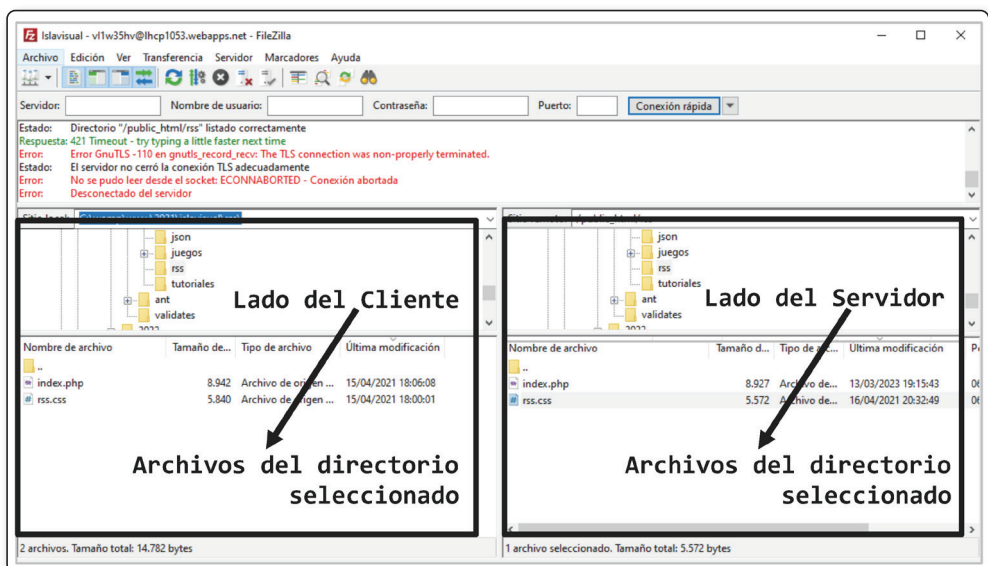 Islavisual - vl1w35hv@lhcp1053.webapps.net - FileZilla
Archivo Edición Ver Transferencia Servidor Marcadores Ayuda
Servidor: Nombre de usuario: Contraseña: Puerto: Conexión rápida
Estado: Directorio "/public_html/rss" listado correctamente
Respuesta: 421 Timeout - try typing a little faster next time
Error: Error GnuTLS -110 en gnutls_record_recv: The TLS connection was non-properly terminated.
Estado: El servidor no cerró la conexión TLS adecuadamente
Error: No se pudo leer desde el socket: ECONNABORTED - Conexión abortada
Error: Desconectado del servidor
json
juegos
rss
tutoriales
ant
validates
2022
Lado del Cliente
Nombre de archivo Tamaño de... Tipo de archivo Última modificación
..
index.php 8.942 Archivo de origen ... 15/04/2021 18:06:08
rss.css 5.840 Archivo de origen ... 15/04/2021 18:00:01
Archivos del directorio
seleccionado
2 archivos. Tamaño total: 14.782 bytes
json
juegos
rss
tutoriales
ant
validates
2022
Lado del Servidor
Nombre de archivo Tamaño d... Tipo de arc... Última modificación
..
index.php 8.927 Archivo de... 13/03/2023 19:15:43
rss.css 5.572 Archivo de... 16/04/2021 20:32:49
Archivos del directorio
seleccionado
1 archivo seleccionado. Tamaño total: 5.572 bytes